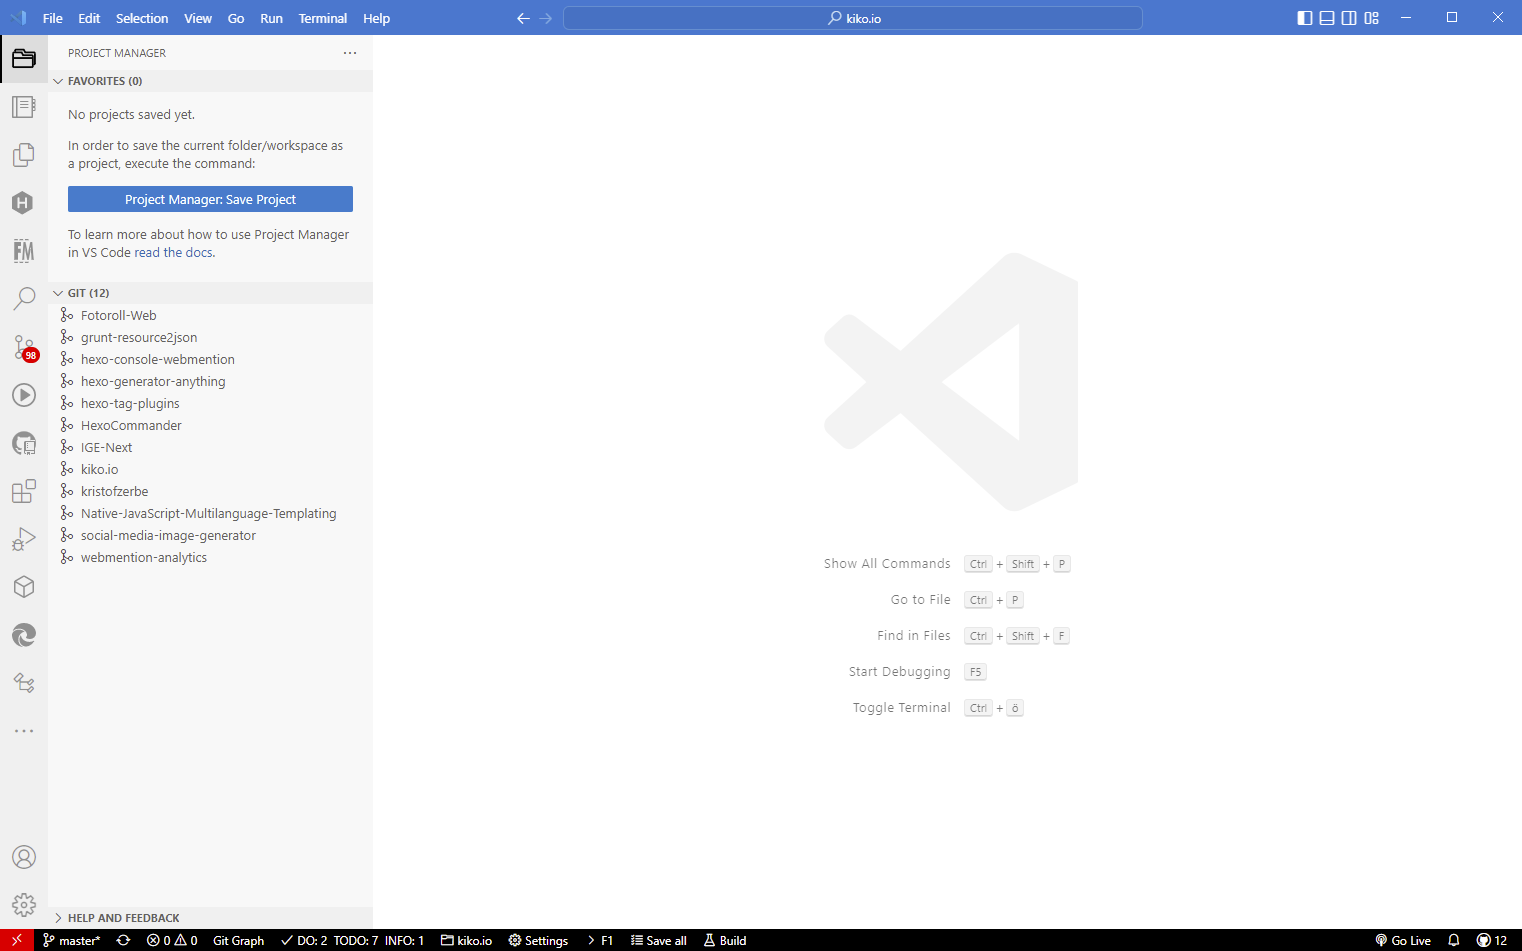 File Edit Selection View Go Run Terminal Help
kiko.io
PROJECT MANAGER
FAVORITES (0)
No projects saved yet.
In order to save the current folder/workspace as
a project, execute the command:
Project Manager: Save Project
To learn more about how to use Project Manager
in VS Code read the docs.
GIT (12)
Fotoroll-Web
grunt-resource2json
hexo-console-webmention
hexo-generator-anything
hexo-tag-plugins
HexoCommander
IGE-Next
kiko.io
kristofzerbe
Native-JavaScript-Multilanguage-Templating
social-media-image-generator
webmention-analytics
HELP AND FEEDBACK
H
FM
98
Show All Commands Ctrl + Shift + P
Go to File Ctrl + P
Find in Files Ctrl + Shift + F
Start Debugging F5
Toggle Terminal Ctrl + ö
master* 0 0 Git Graph DO: 2 TODO: 7 INFO: 1 kiko.io Settings F1 Save all Build Go Live 12